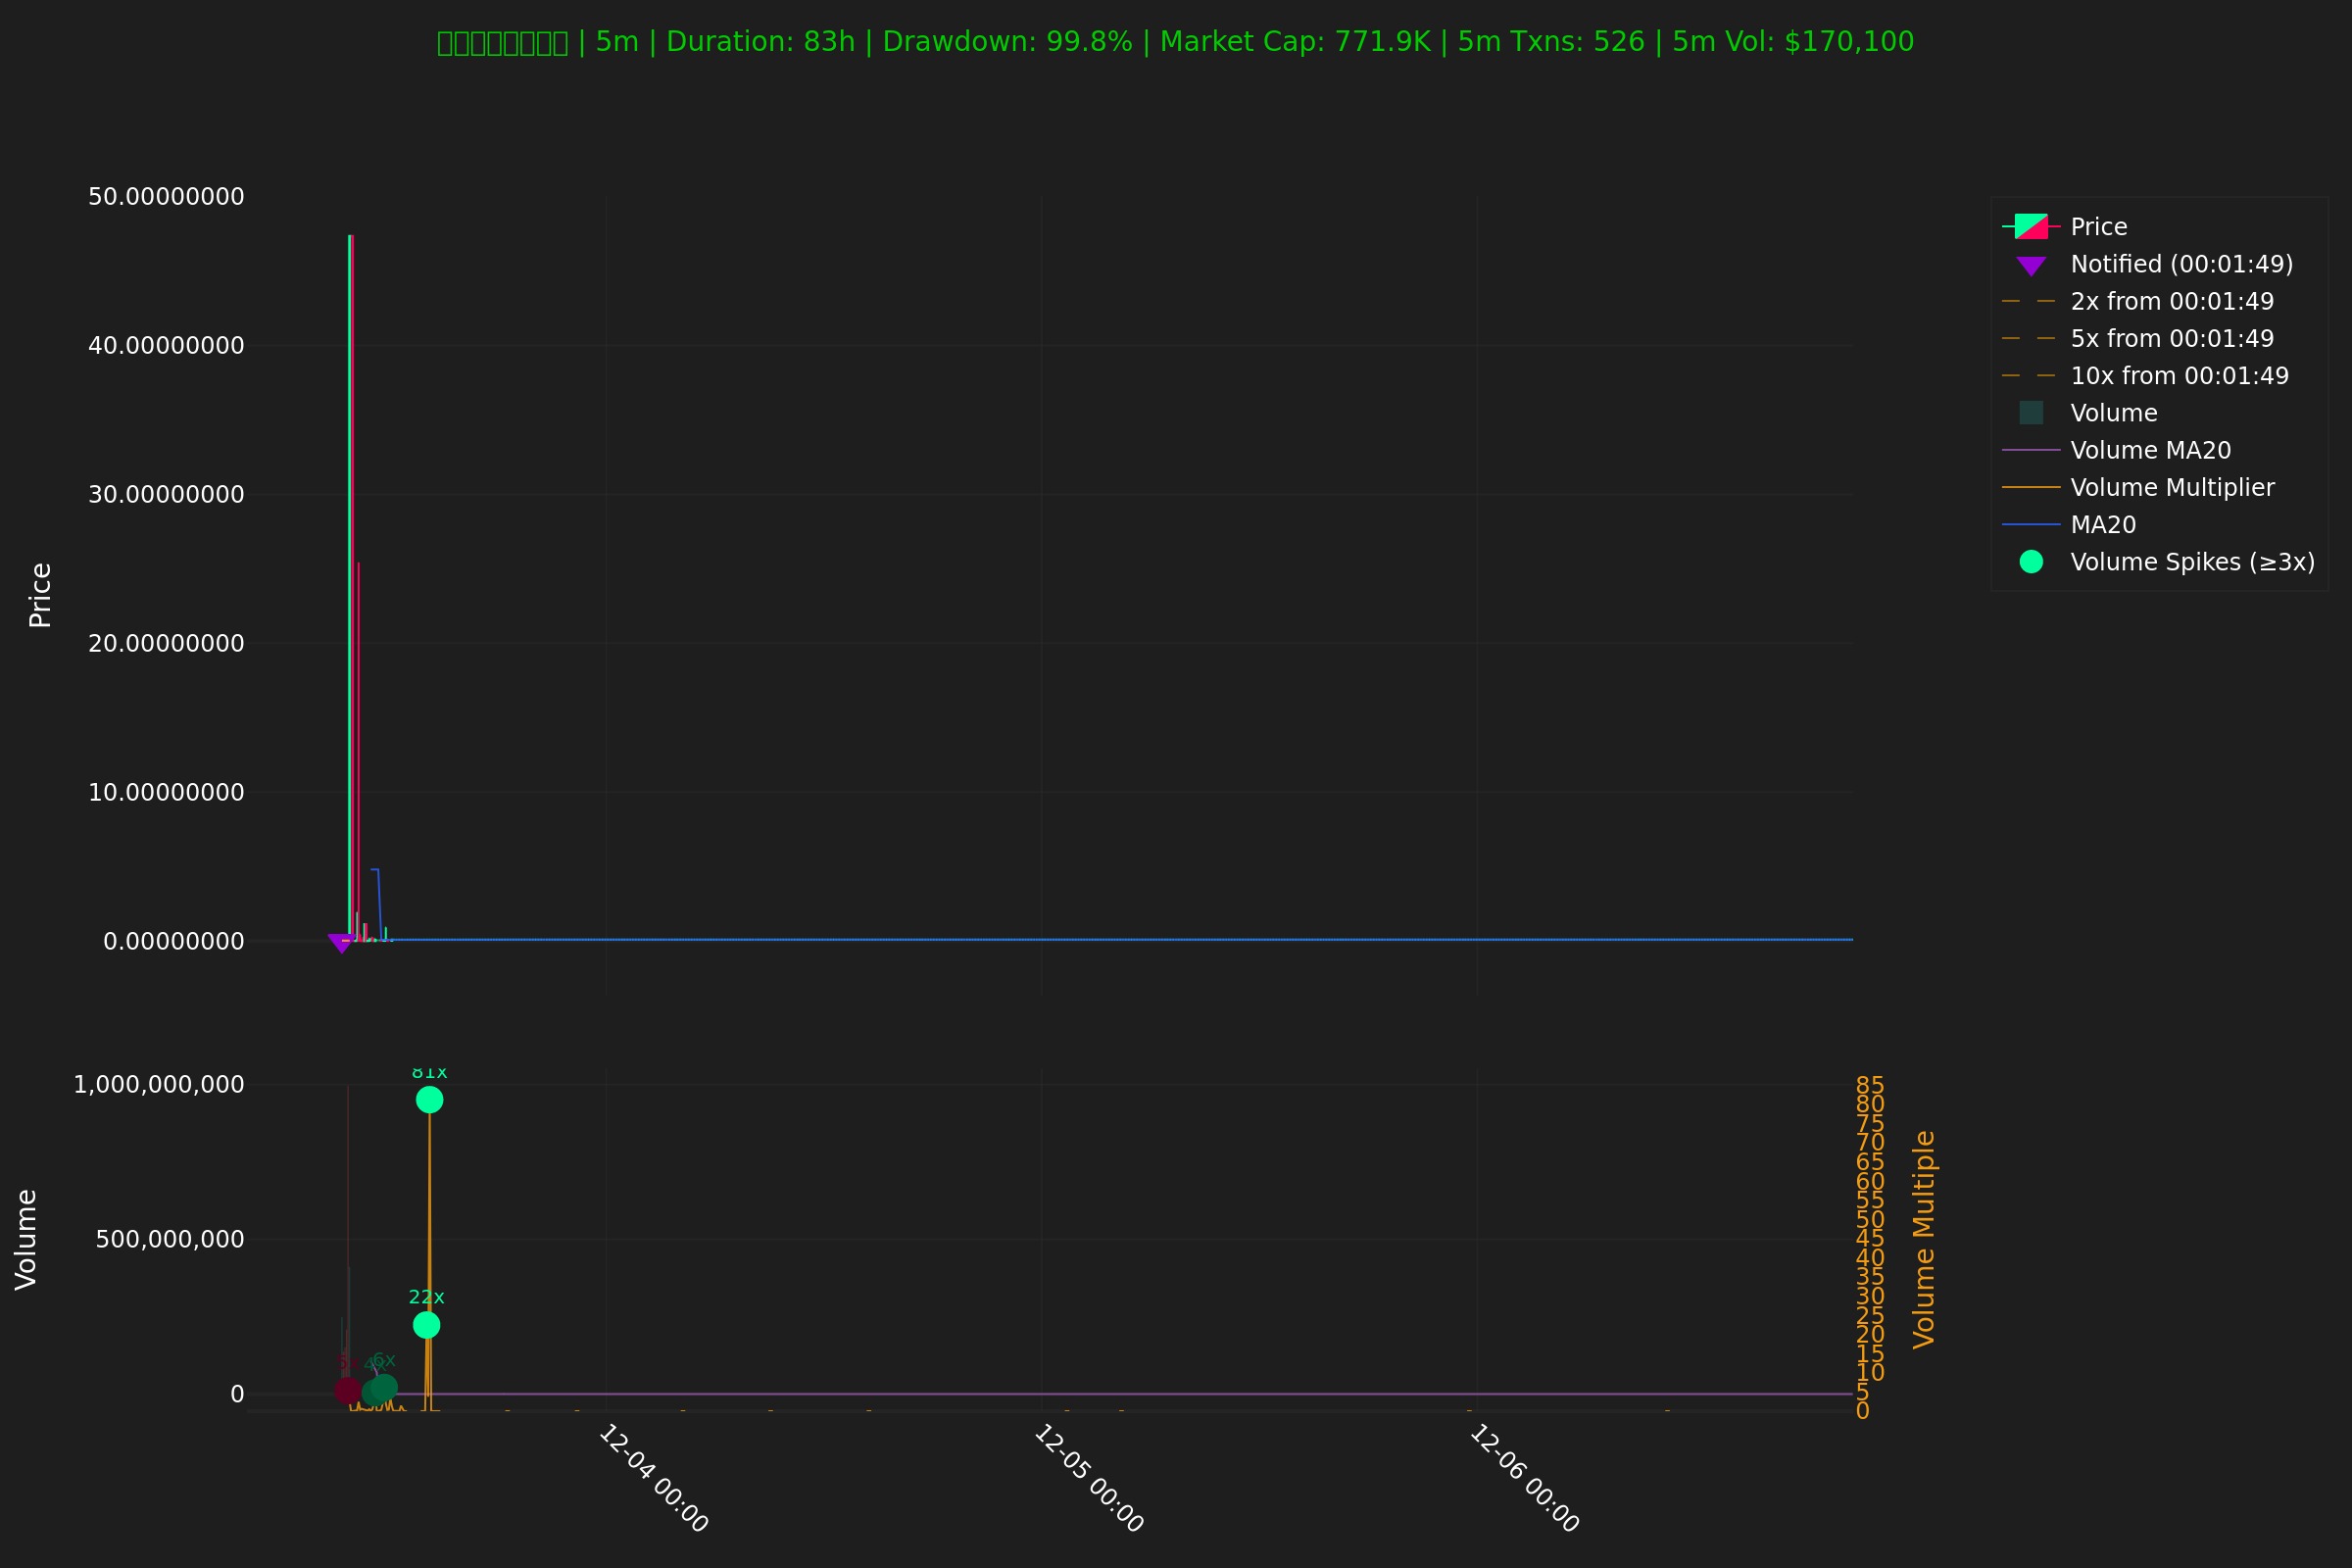 | 5m | Duration: 83h | Drawdown: 99.8% | Market Cap: 771.9K | 5m Txns: 526 | 5m Vol: $170,100
50.00000000
40.00000000
30.00000000
20.00000000
10.00000000
0.00000000
Price
Price
Notified (00:01:49)
2x from 00:01:49
5x from 00:01:49
10x from 00:01:49
Volume
Volume MA20
Volume Multiplier
MA20
Volume Spikes (≥3x)
1,000,000,000
500,000,000
0
Volume
81x
22x
6x
85
80
75
70
65
60
55
50
45
40
35
30
25
20
15
10
5
0
Volume Multiple
12-04 00:00
12-05 00:00
12-06 00:00